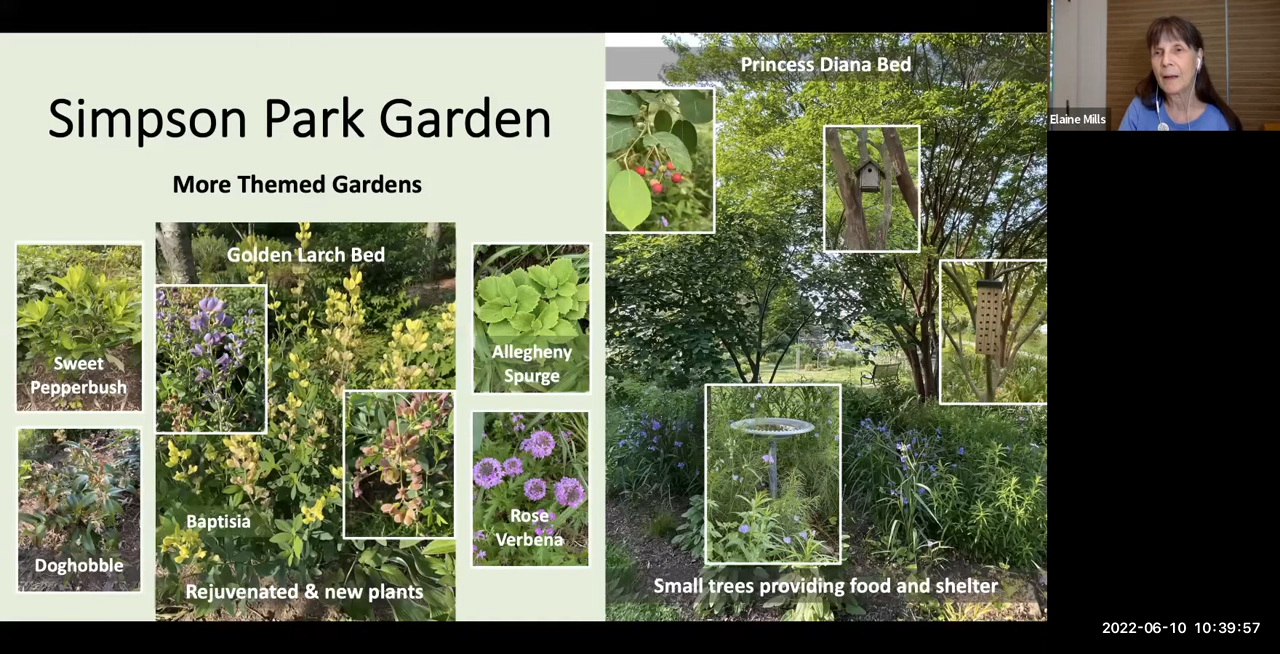 Simpson Park Garden
More Themed Gardens
Golden Larch Bed
Sweet
Pepperbush
Doghobble
Baptisia
Rejuvenated & new plants
Allegheny
Spurge
Rose
Verbena
Princess Diana Bed
Small trees providing food and shelter
Elaine Mills
2022-06-10 10:39:57